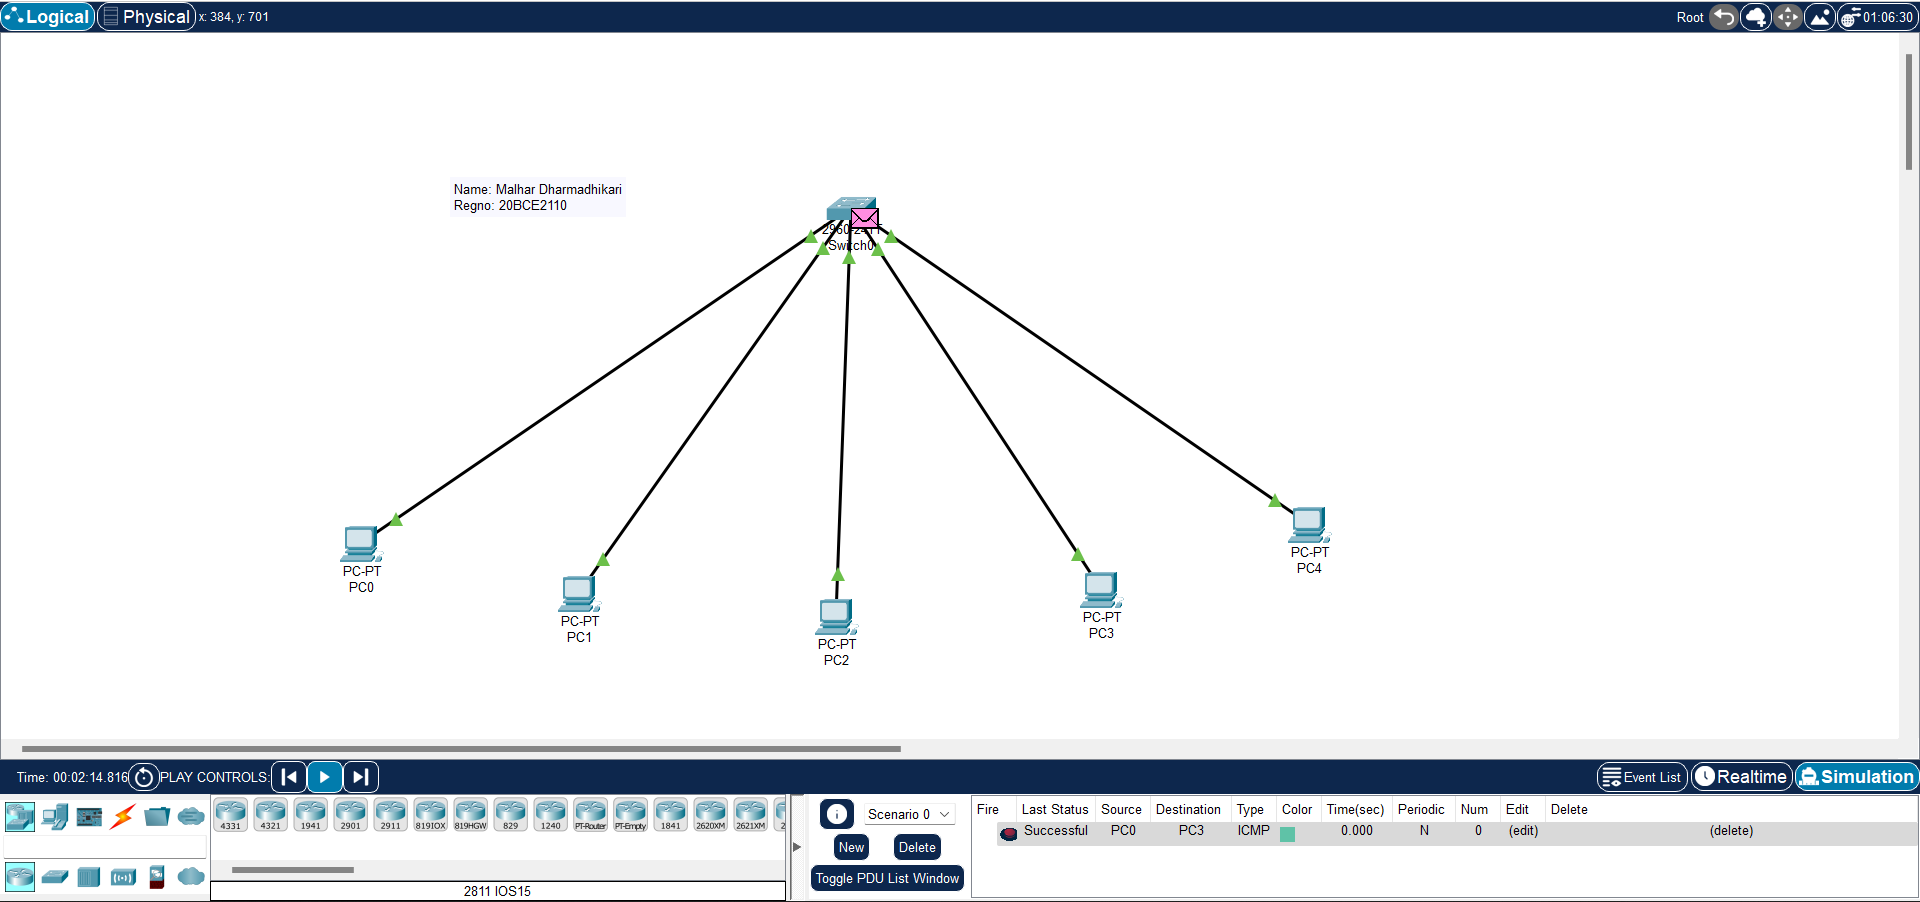 Logical Physical x: 384, y: 701 Root 01:06:30
Name: Malhar Dharmadhikari
Regno: 20BCE2110
2960-24TT
Switch0
PC-PT
PC0
PC-PT
PC1
PC-PT
PC2
PC-PT
PC3
PC-PT
PC4
Time: 00:02:14.816 PLAY CONTROLS: Event List Realtime Simulation
4331 4321 1941 2901 2911 819IOX 819HGW 829 1240 PT-Router PT-Empty 1841 2620XM 2621XM 2
2811 IOS15
Scenario 0
New Delete
Toggle PDU List Window
Fire Last Status Source Destination Type Color Time(sec) Periodic Num Edit Delete
Successful PC0 PC3 ICMP 0.000 N 0 (edit) (delete)